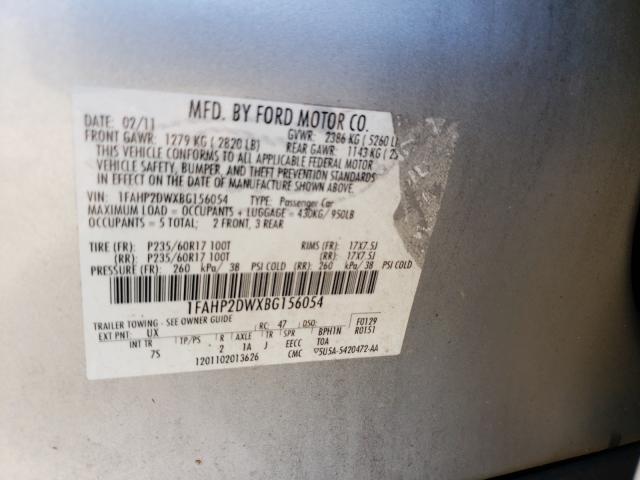 MFD. BY FORD MOTOR CO.
DATE: 02/11 GVWR: 2386 KG ( 5260 L
FRONT GAWR: 1279 KG ( 2820 LB) REAR GAWR: 1143 KG ( 25
THIS VEHICLE CONFORMS TO ALL APPLICABLE FEDERAL MOTOR
VEHICLE SAFETY, BUMPER, AND THEFT PREVENTION STANDARDS
IN EFFECT ON THE DATE OF MANUFACTURE SHOWN ABOVE.
VIN: 1FAHP2DWXBG156054 TYPE: Passenger Car
MAXIMUM LOAD = OCCUPANTS + LUGGAGE = 430KG/ 950LB
OCCUPANTS = 5 TOTAL: 2 FRONT, 3 REAR
TIRE (FR): P235/60R17 100T RIMS (FR): 17X7.5J
(RR): P235/60R17 100T (RR): 17X7.5J
PRESSURE (FR): 260 kPa/ 38 PSI COLD (RR): 260 kPa/ 38 PSI COLD
1FAHP2DWXBG156054
TRAILER TOWING - SEE OWNER GUIDE RC: 47 DSO: F0129
EXT PNT: UX BPH1N R0151
INT TR TP/PS R AXLE TR SPR TOA
7S 2 1A J EECC
1201102013626 CMC ▽5U5A-5420472-AA